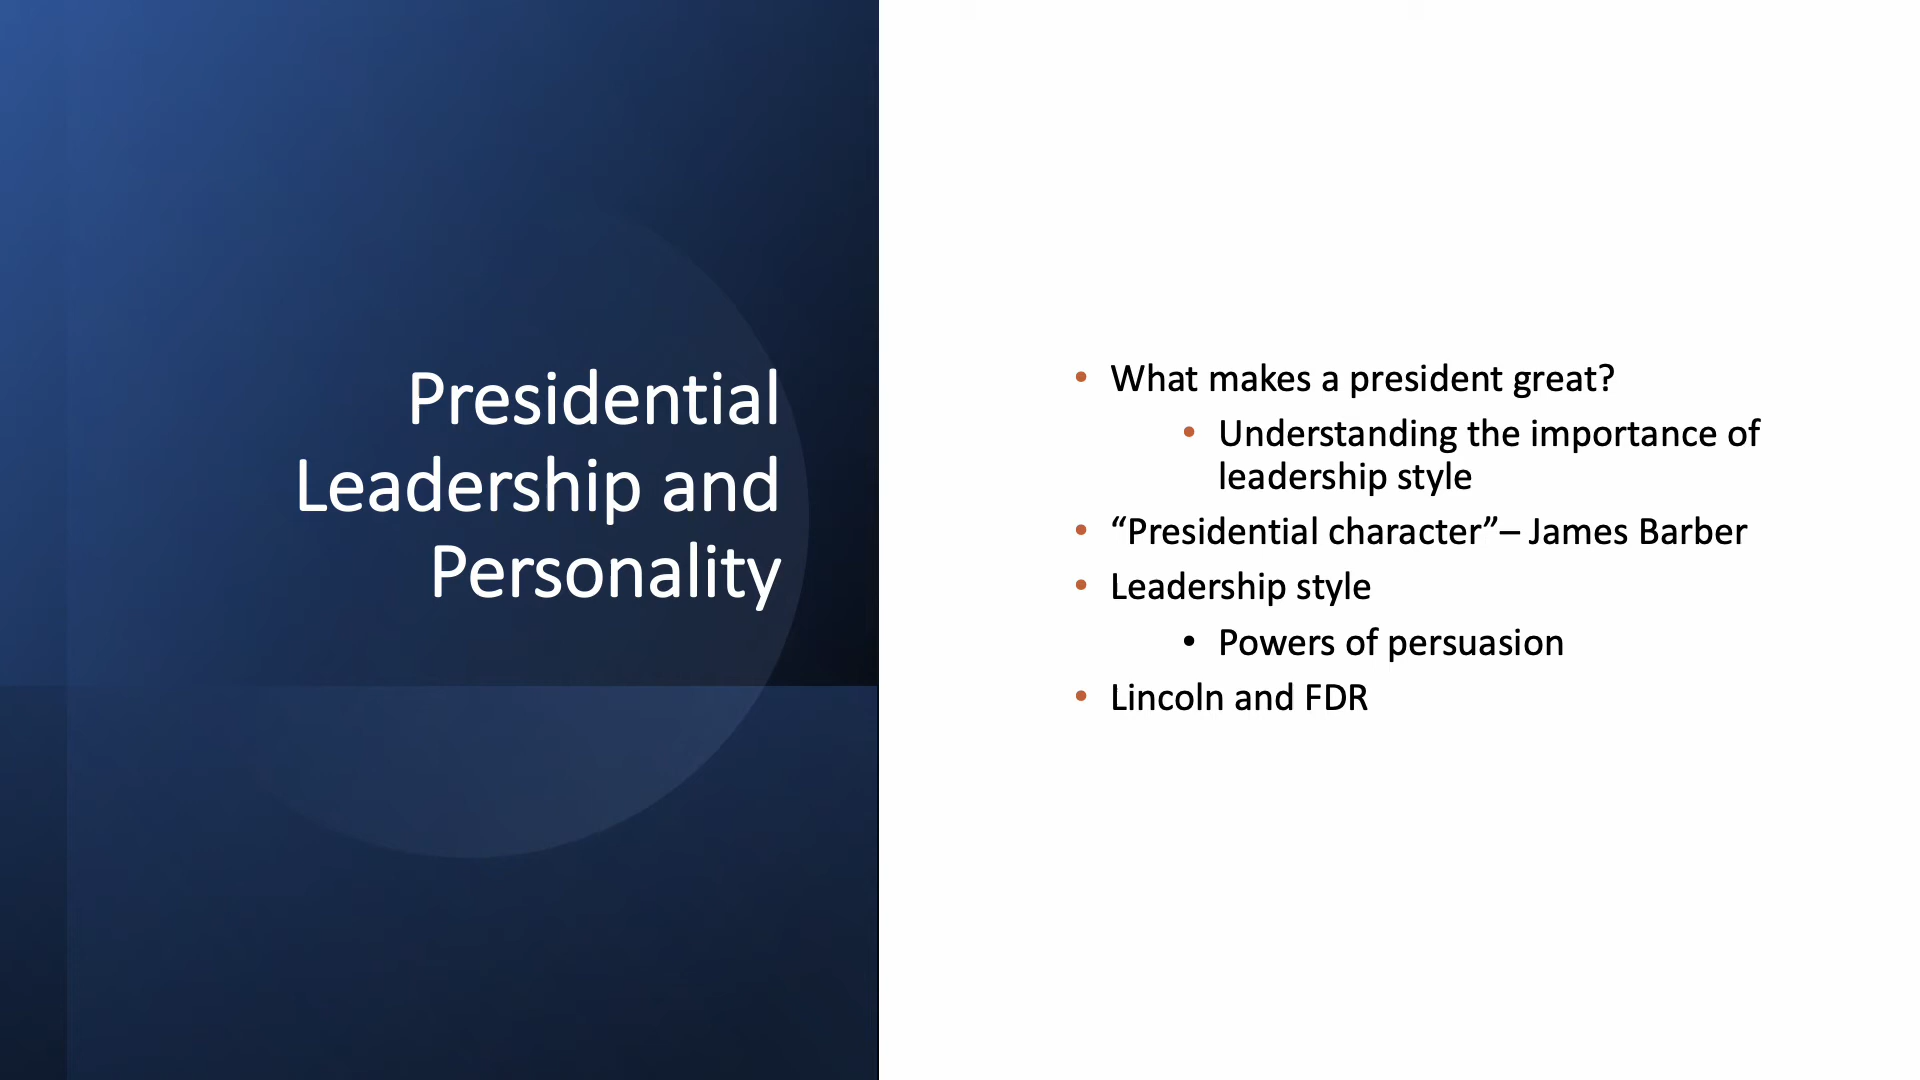 Presidential
Leadership and
Personality
• What makes a president great?
• Understanding the importance of
leadership style
• “Presidential character”– James Barber
• Leadership style
• Powers of persuasion
• Lincoln and FDR